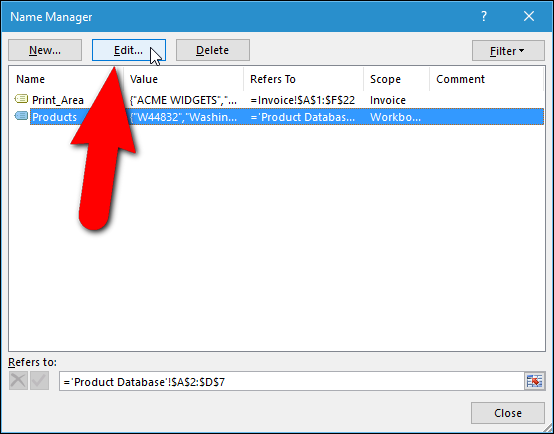 Name Manager ?
New... Edit... Delete Filter
Name Value Refers To Scope Comment
Print_Area {"ACME WIDGETS","... =Invoice!$A$1:$F$22 Invoice
Products {"W44832","Washin... ='Product Databas... Workbo...
Refers to:
='Product Database'!$A$2:$D$7
Close